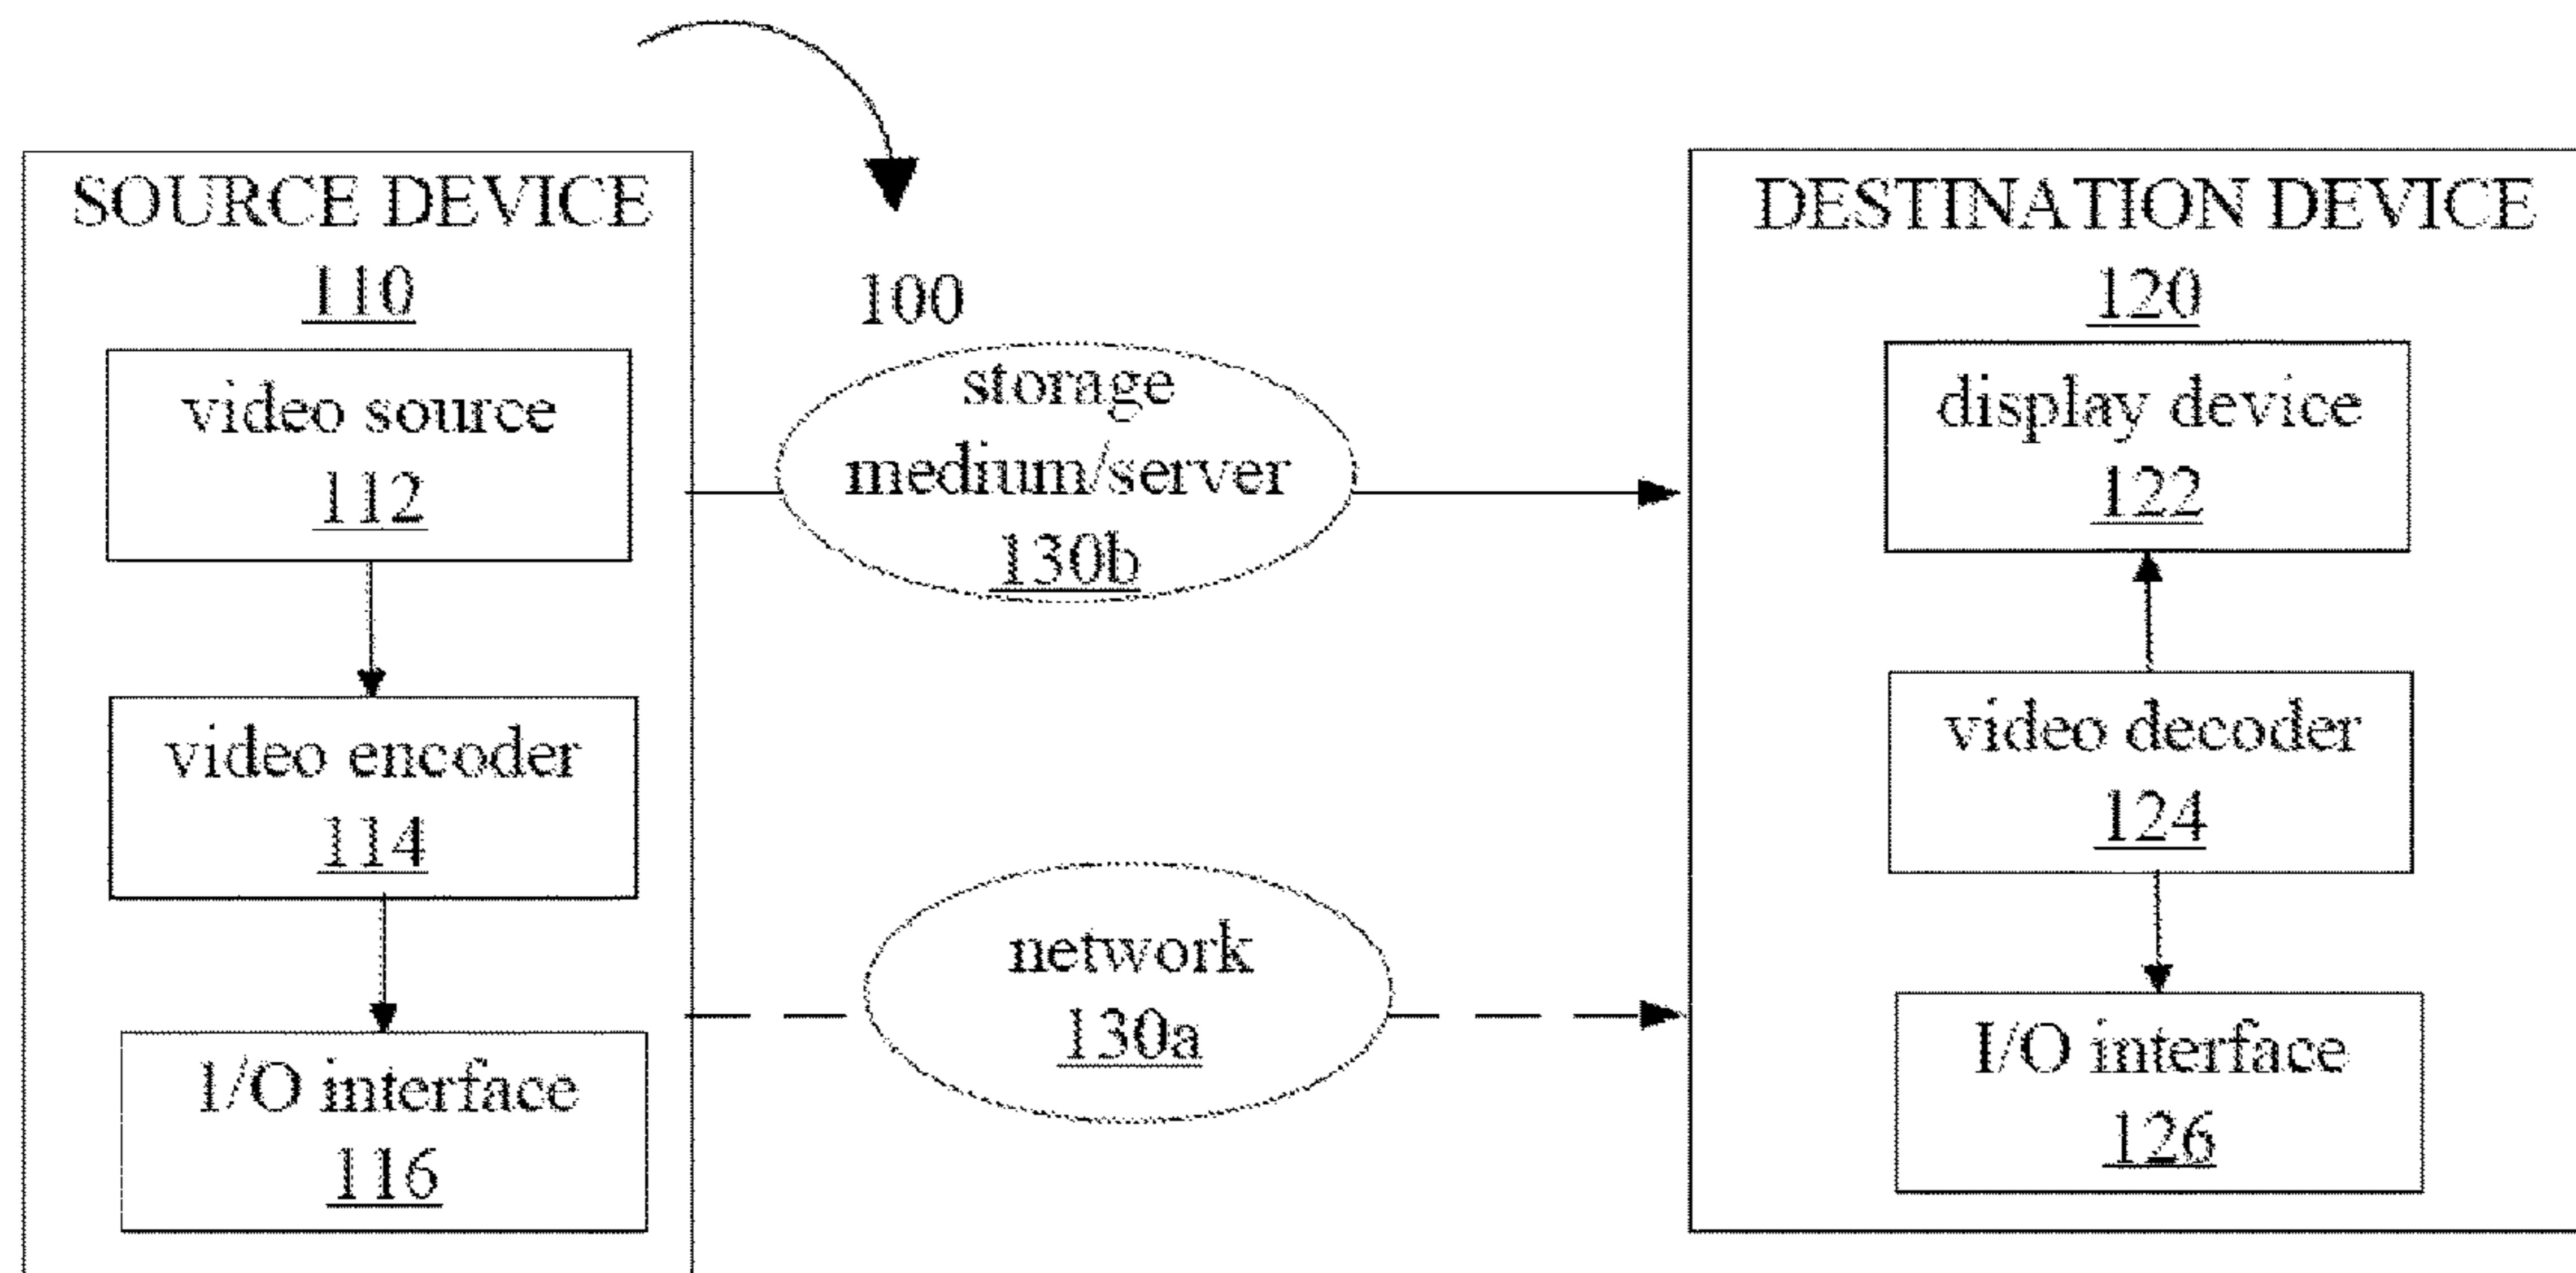 SOURCE DEVICE
110
video source
112
video encoder
114
I/O interface
116
100
storage
medium/server
130b
network
130a
DESTINATION DEVICE
120
display device
122
video decoder
124
I/O interface
126